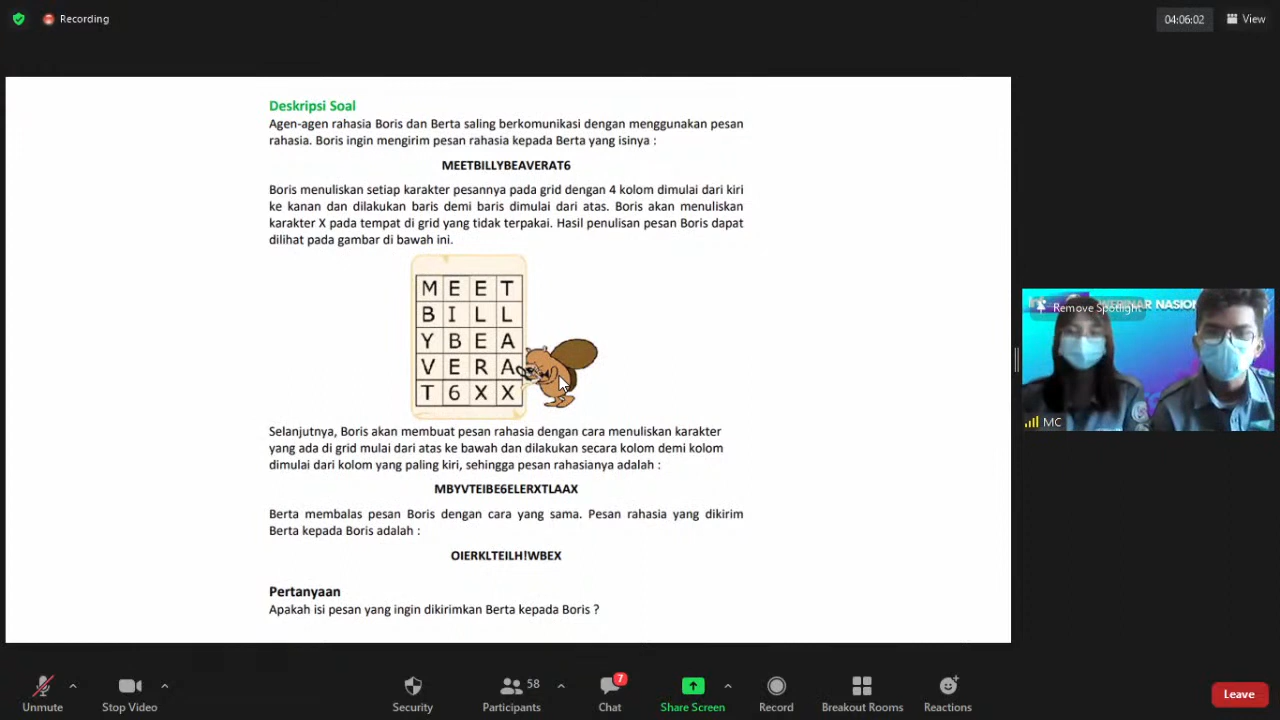 Recording
04:06:02
View
Deskripsi Soal
Agen-agen rahasia Boris dan Berta saling berkomunikasi dengan menggunakan pesan
rahasia. Boris ingin mengirim pesan rahasia kepada Berta yang isinya :
MEETBILLYBEAVERAT6
Boris menuliskan setiap karakter pesannya pada grid dengan 4 kolom dimulai dari kiri
ke kanan dan dilakukan baris demi baris dimulai dari atas. Boris akan menuliskan
karakter X pada tempat di grid yang tidak terpakai. Hasil penulisan pesan Boris dapat
dilihat pada gambar di bawah ini.
M E E T
B I L L
Y B E A
V E R A
T 6 X X
Selanjutnya, Boris akan membuat pesan rahasia dengan cara menuliskan karakter
yang ada di grid mulai dari atas ke bawah dan dilakukan secara kolom demi kolom
dimulai dari kolom yang paling kiri, sehingga pesan rahasianya adalah :
MBYVTEIBE6ELERXTLAAX
Berta membalas pesan Boris dengan cara yang sama. Pesan rahasia yang dikirim
Berta kepada Boris adalah :
OIERKLTEILH!WBEX
Pertanyaan
Apakah isi pesan yang ingin dikirimkan Berta kepada Boris ?
WEBINAR NASION
Remove Spotlight
MC
Unmute
Stop Video
Security
58
Participants
7
Chat
Share Screen
Record
Breakout Rooms
Reactions
Leave